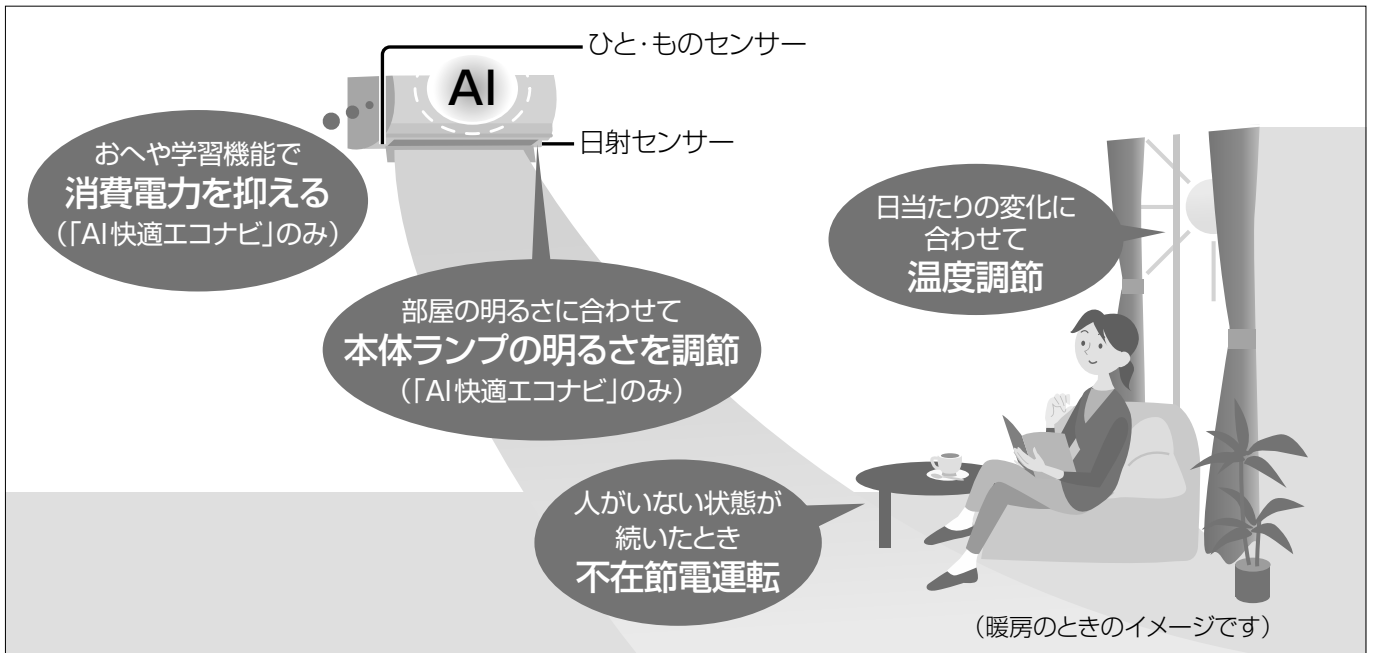 ひと・ものセンサー
AI
日射センサー
おへや学習機能で
消費電力を抑える
（「AI快適エコナビ」のみ）
日当たりの変化に
合わせて
温度調節
部屋の明るさに合わせて
本体ランプの明るさを調節
（「AI快適エコナビ」のみ）
人がいない状態が
続いたとき
不在節電運転
（暖房のときのイメージです）